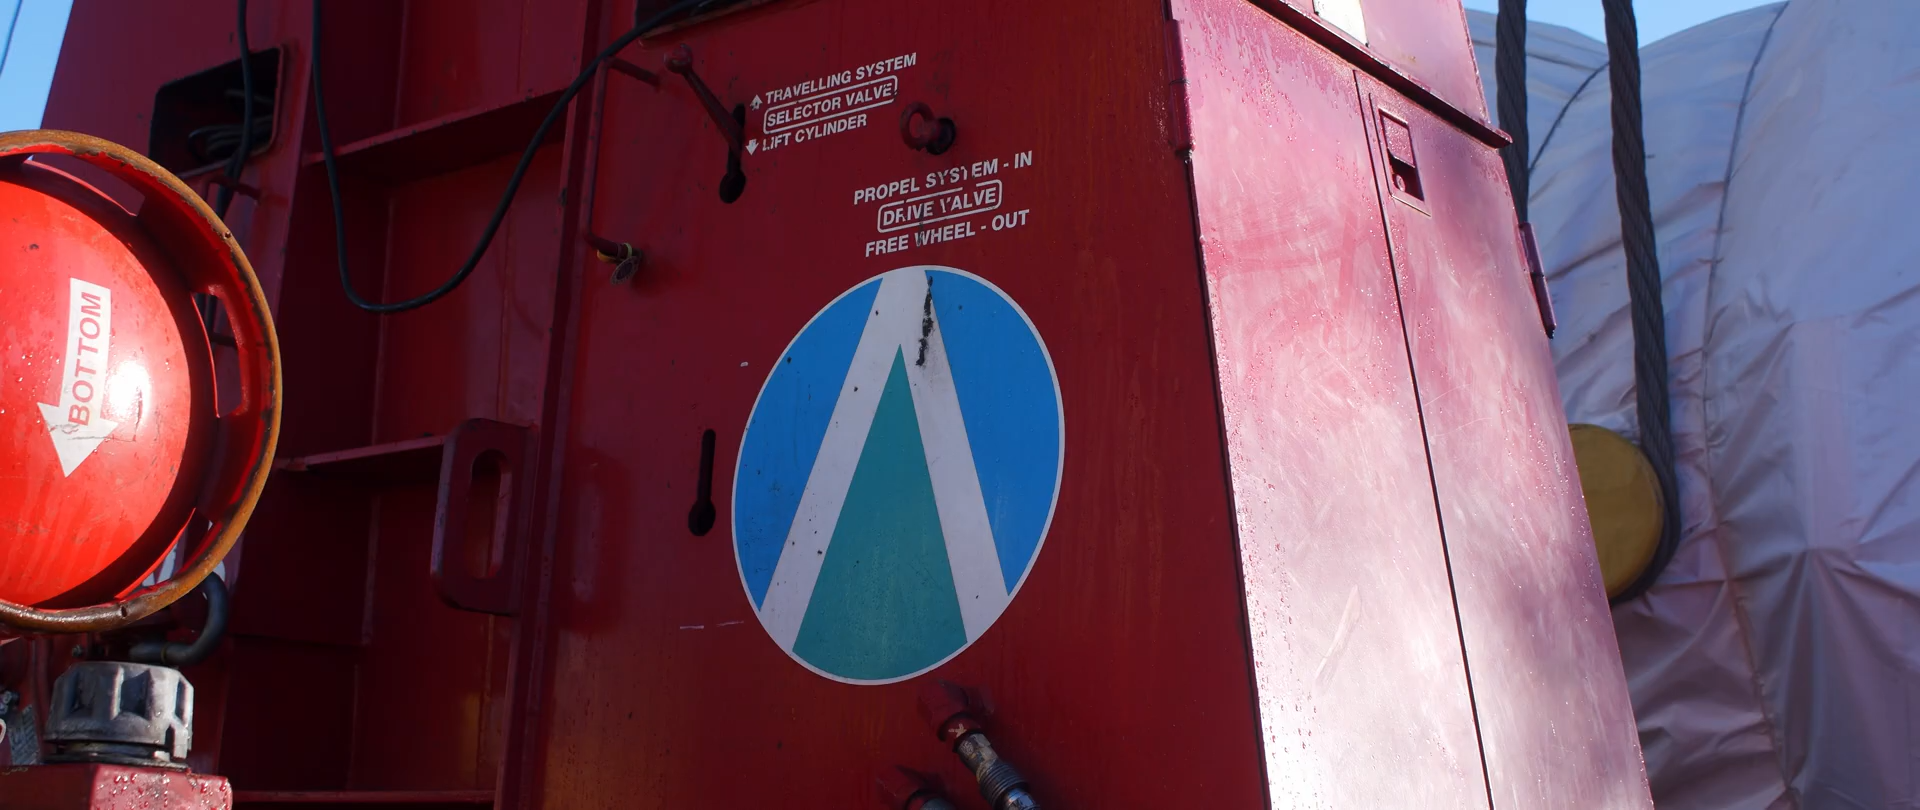 TRAVELLING SYSTEM
SELECTOR VALVE
LIFT CYLINDER
PROPEL SYSTEM - IN
DRIVE VALVE
FREE WHEEL - OUT
BOTTOM